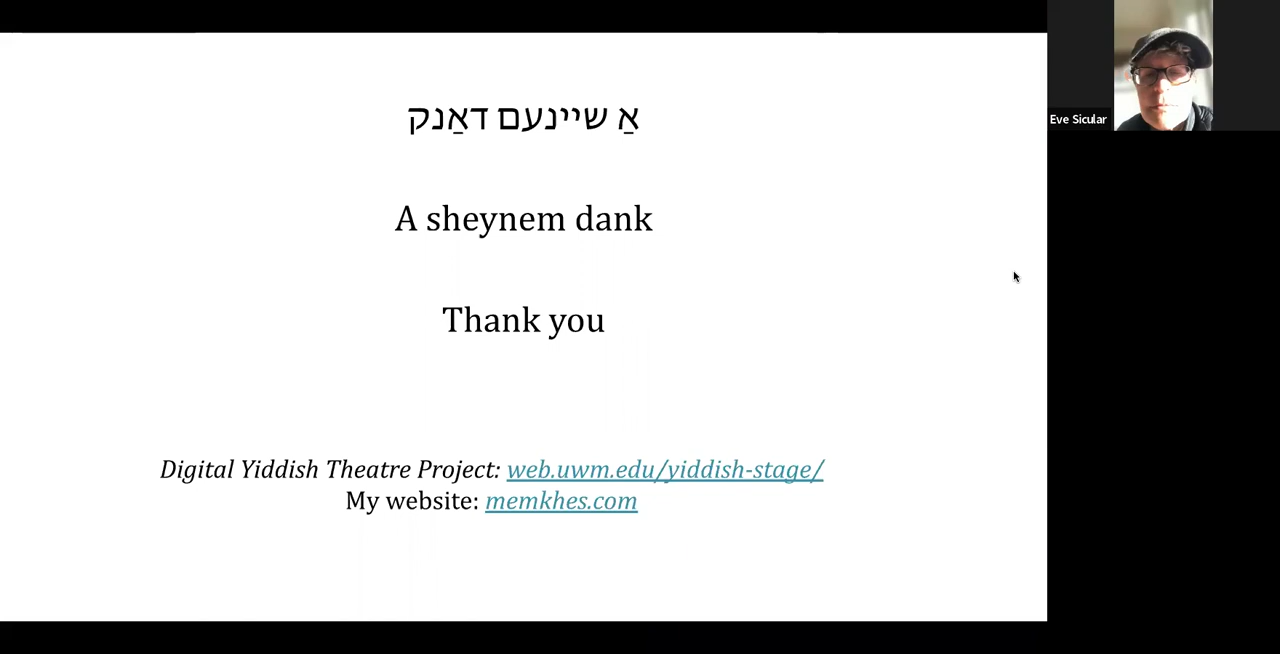 אַ שיינעם דאַנק
A sheynem dank
Thank you
Digital Yiddish Theatre Project: web.uwm.edu/yiddish-stage/
My website: memkhes.com
Eve Sicular